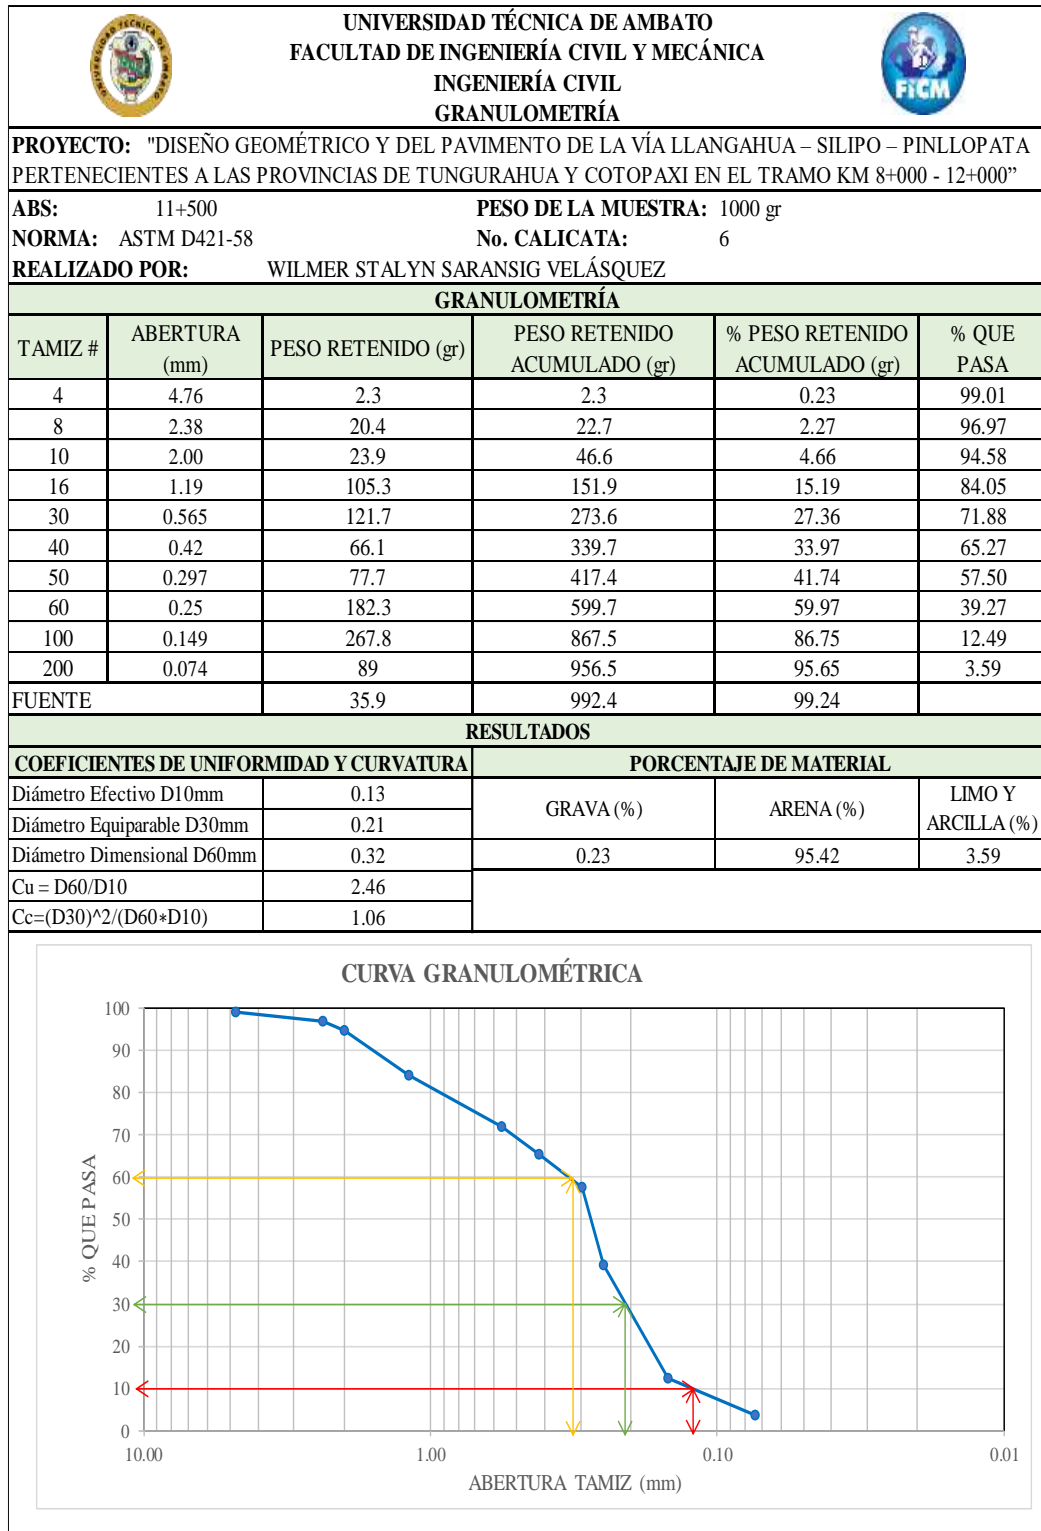 UNIVERSIDAD TÉCNICA DE AMBATO
FACULTAD DE INGENIERÍA CIVIL Y MECÁNICA
INGENIERÍA CIVIL
GRANULOMETRÍA
FICM
PROYECTO: "DISEÑO GEOMÉTRICO Y DEL PAVIMENTO DE LA VÍA LLANGAHUA – SILIPO – PINLLOPATA
PERTENECIENTES A LAS PROVINCIAS DE TUNGURAHUA Y COTOPAXI EN EL TRAMO KM 8+000 - 12+000”
ABS: 11+500 PESO DE LA MUESTRA: 1000 gr
NORMA: ASTM D421-58 No. CALICATA: 6
REALIZADO POR: WILMER STALYN SARANSIG VELÁSQUEZ
GRANULOMETRÍA
TAMIZ # ABERTURA (mm) PESO RETENIDO (gr) PESO RETENIDO ACUMULADO (gr) % PESO RETENIDO ACUMULADO (gr) % QUE PASA
4 4.76 2.3 2.3 0.23 99.01
8 2.38 20.4 22.7 2.27 96.97
10 2.00 23.9 46.6 4.66 94.58
16 1.19 105.3 151.9 15.19 84.05
30 0.565 121.7 273.6 27.36 71.88
40 0.42 66.1 339.7 33.97 65.27
50 0.297 77.7 417.4 41.74 57.50
60 0.25 182.3 599.7 59.97 39.27
100 0.149 267.8 867.5 86.75 12.49
200 0.074 89 956.5 95.65 3.59
FUENTE 35.9 992.4 99.24
RESULTADOS
COEFICIENTES DE UNIFORMIDAD Y CURVATURA PORCENTAJE DE MATERIAL
Diámetro Efectivo D10mm 0.13
Diámetro Equiparable D30mm 0.21
GRAVA (%) ARENA (%) LIMO Y ARCILLA (%)
Diámetro Dimensional D60mm 0.32 0.23 95.42 3.59
Cu = D60/D10 2.46
Cc=(D30)^2/(D60*D10) 1.06
CURVA GRANULOMÉTRICA
% QUE PASA
100
90
80
70
60
50
40
30
20
10
0
10.00 1.00 0.10 0.01
ABERTURA TAMIZ (mm)